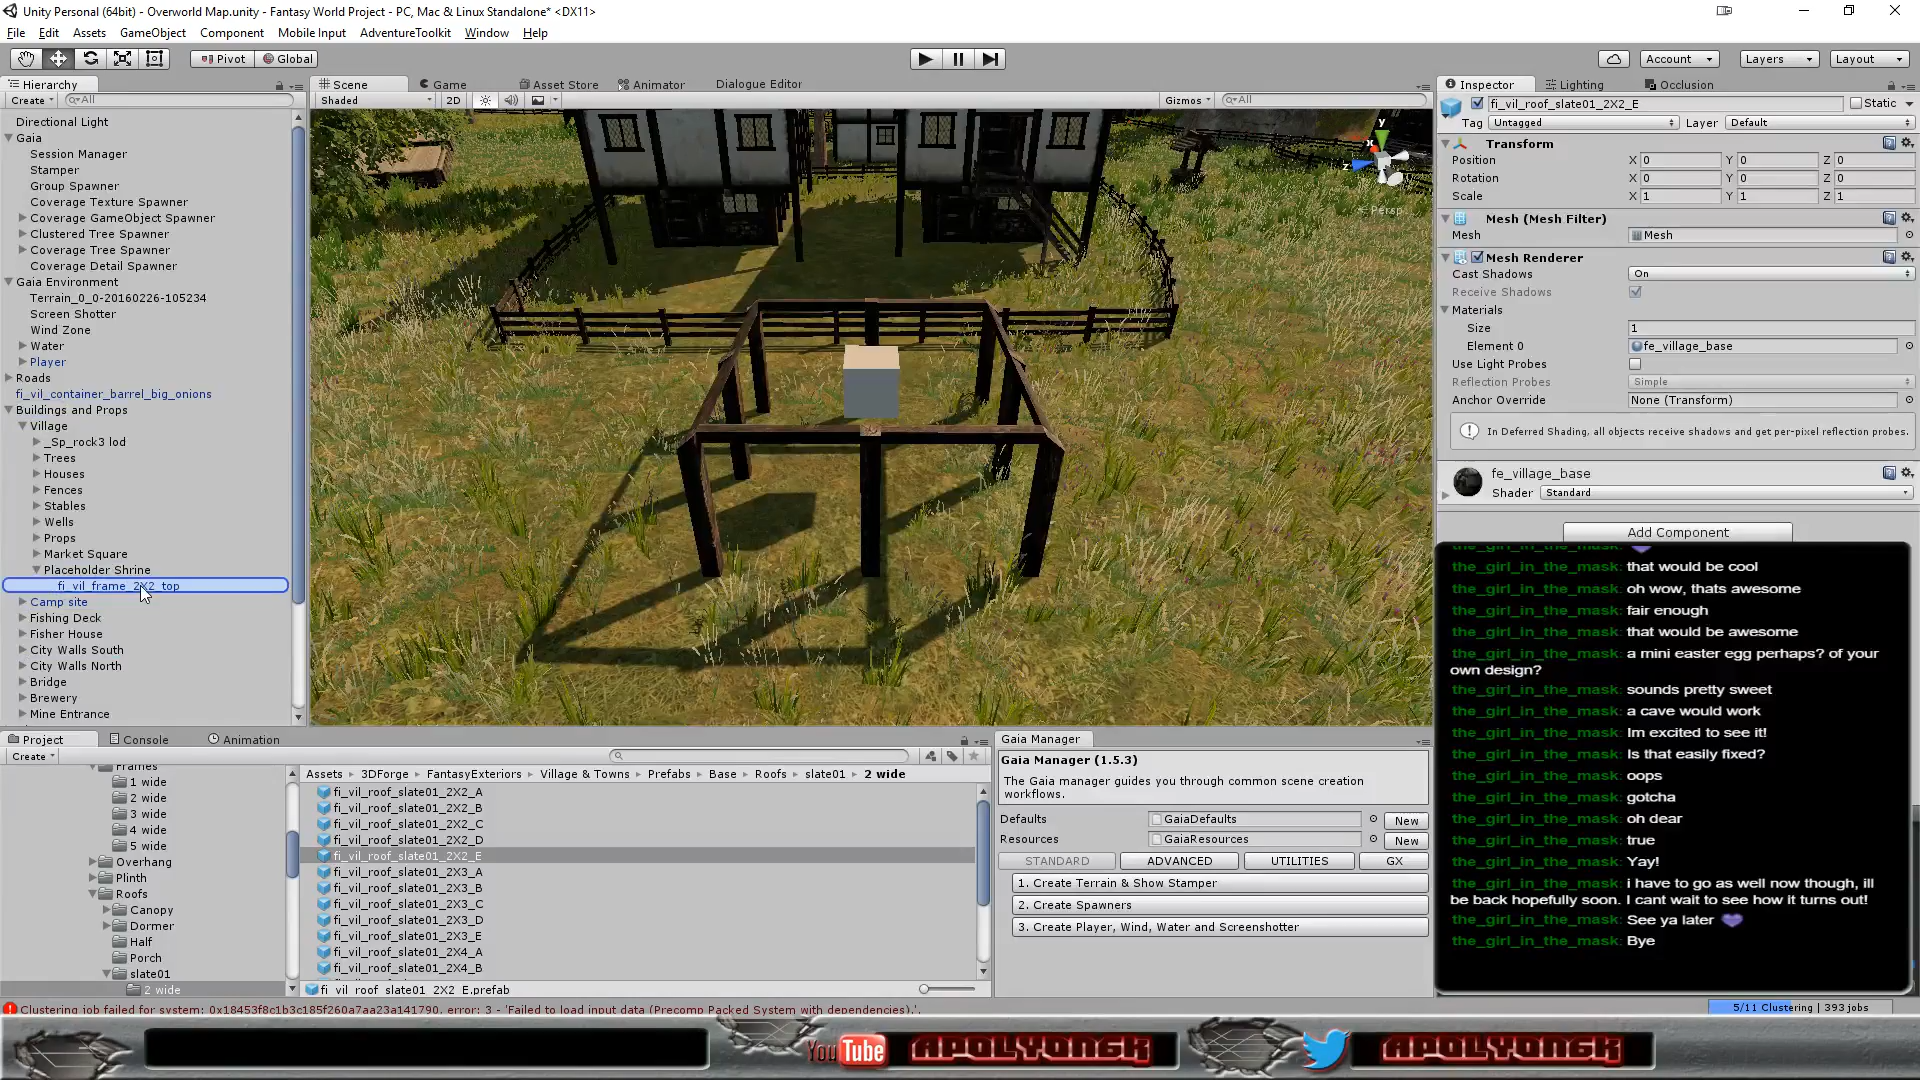 Unity Personal (64bit) - Overworld Map.unity - Fantasy World Project - PC, Mac & Linux Standalone* <DX11>
File Edit Assets GameObject Component Mobile Input AdventureToolkit Window Help
Pivot Global Account Layers Layout
Hierarchy Scene Game Asset Store Animator Dialogue Editor Inspector Lighting Occlusion
Create All Shaded 2D Gizmos All
fi_vil_roof_slate01_2X2_E Static
Tag Untagged Layer Default
Directional Light
Gaia
Session Manager
Stamper
Group Spawner
Coverage Texture Spawner
Coverage GameObject Spawner
Clustered Tree Spawner
Coverage Tree Spawner
Coverage Detail Spawner
Gaia Environment
Terrain_0_0-20160226-105234
Screen Shotter
Wind Zone
Water
Player
Roads
fi_vil_container_barrel_big_onions
Buildings and Props
Village
_Sp_rock3 lod
Trees
Houses
Fences
Stables
Wells
Props
Market Square
Placeholder Shrine
fi_vil_frame_2X2_top
Camp site
Fishing Deck
Fisher House
City Walls South
City Walls North
Bridge
Brewery
Mine Entrance
y
x
z
Persp
Transform
Position X 0 Y 0 Z 0
Rotation X 0 Y 0 Z 0
Scale X 1 Y 1 Z 1
Mesh (Mesh Filter)
Mesh Mesh
Mesh Renderer
Cast Shadows On
Receive Shadows
Materials
Size 1
Element 0 fe_village_base
Use Light Probes
Reflection Probes Simple
Anchor Override None (Transform)
In Deferred Shading, all objects receive shadows and get per-pixel reflection probes.
fe_village_base
Shader Standard
Add Component
the_girl_in_the_mask:
the_girl_in_the_mask: that would be cool
the_girl_in_the_mask: oh wow, thats awesome
the_girl_in_the_mask: fair enough
the_girl_in_the_mask: that would be awesome
the_girl_in_the_mask: a mini easter egg perhaps? of your
own design?
the_girl_in_the_mask: sounds pretty sweet
the_girl_in_the_mask: a cave would work
the_girl_in_the_mask: Im excited to see it!
the_girl_in_the_mask: Is that easily fixed?
the_girl_in_the_mask: oops
the_girl_in_the_mask: gotcha
the_girl_in_the_mask: oh dear
the_girl_in_the_mask: true
the_girl_in_the_mask: Yay!
the_girl_in_the_mask: i have to go as well now though, ill
be back hopefully soon. I cant wait to see how it turns out!
the_girl_in_the_mask: See ya later
the_girl_in_the_mask: Bye
Project Console Animation
Create
Frames
1 wide
2 wide
3 wide
4 wide
5 wide
Overhang
Plinth
Roofs
Canopy
Dormer
Half
Porch
slate01
2 wide
Assets 3DForge FantasyExteriors Village & Towns Prefabs Base Roofs slate01 2 wide
fi_vil_roof_slate01_2X2_A
fi_vil_roof_slate01_2X2_B
fi_vil_roof_slate01_2X2_C
fi_vil_roof_slate01_2X2_D
fi_vil_roof_slate01_2X2_E
fi_vil_roof_slate01_2X3_A
fi_vil_roof_slate01_2X3_B
fi_vil_roof_slate01_2X3_C
fi_vil_roof_slate01_2X3_D
fi_vil_roof_slate01_2X3_E
fi_vil_roof_slate01_2X4_A
fi_vil_roof_slate01_2X4_B
fi_vil_roof_slate01_2X2_E.prefab
Gaia Manager
Gaia Manager (1.5.3)
The Gaia manager guides you through common scene creation
workflows.
Defaults GaiaDefaults New
Resources GaiaResources New
STANDARD ADVANCED UTILITIES GX
1. Create Terrain & Show Stamper
2. Create Spawners
3. Create Player, Wind, Water and Screenshotter
Clustering job failed for system: 0x18453f8c1b3c185f260a7aa23a141790, error: 3 - 'Failed to load input data (Precomp Packed System with dependencies).'.
5/11 Clustering | 393 jobs
YouTube APOLYON6K APOLYON6K